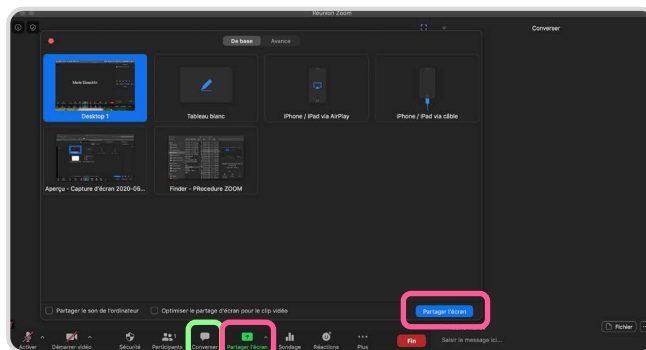 Réunion Zoom
Converser
De base Avancé
Desktop 1
Tableau blanc
iPhone / iPad via AirPlay
iPhone / iPad via câble
Aperçu - Capture d'écran 2020-05...
Finder - PRocedure ZOOM
Partager le son de l'ordinateur
Optimiser le partage d'écran pour le clip vidéo
Partager l'écran
Fichier
Activer
Démarrer vidéo
Sécurité
Participants
1
Converser
Partager l'écran
Sondage
Réactions
Plus
Fin
Saisir le message ici...